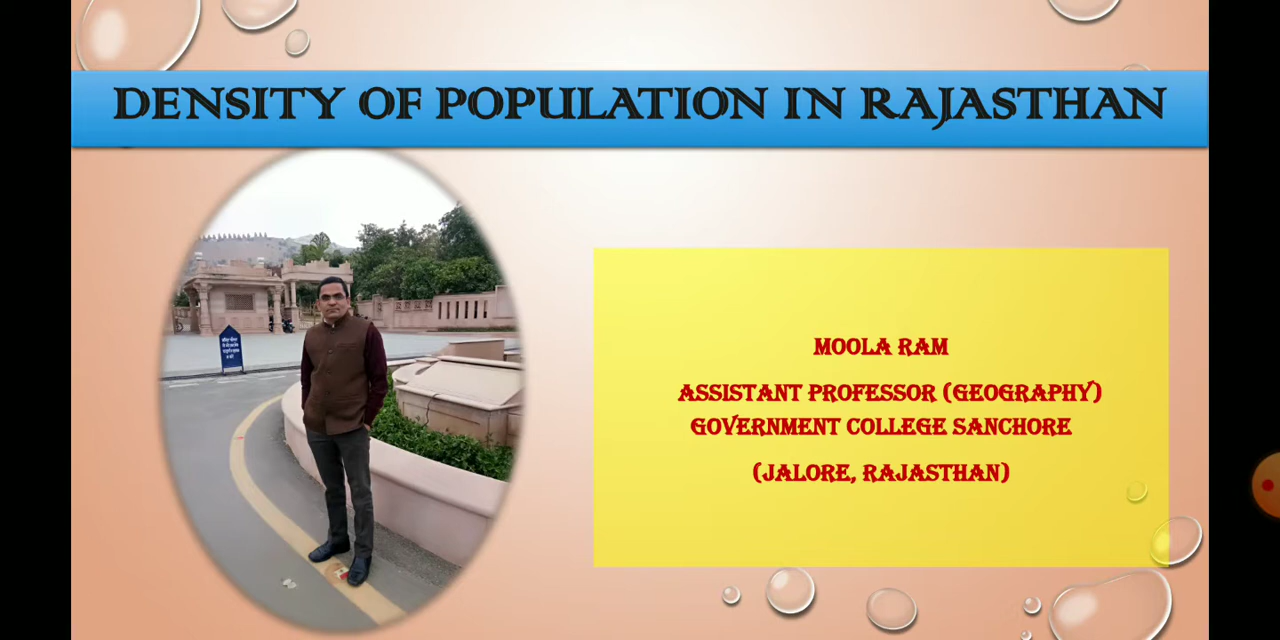 DENSITY OF POPULATION IN RAJASTHAN
MOOLA RAM
ASSISTANT PROFESSOR (GEOGRAPHY)
GOVERNMENT COLLEGE SANCHORE
(JALORE, RAJASTHAN)